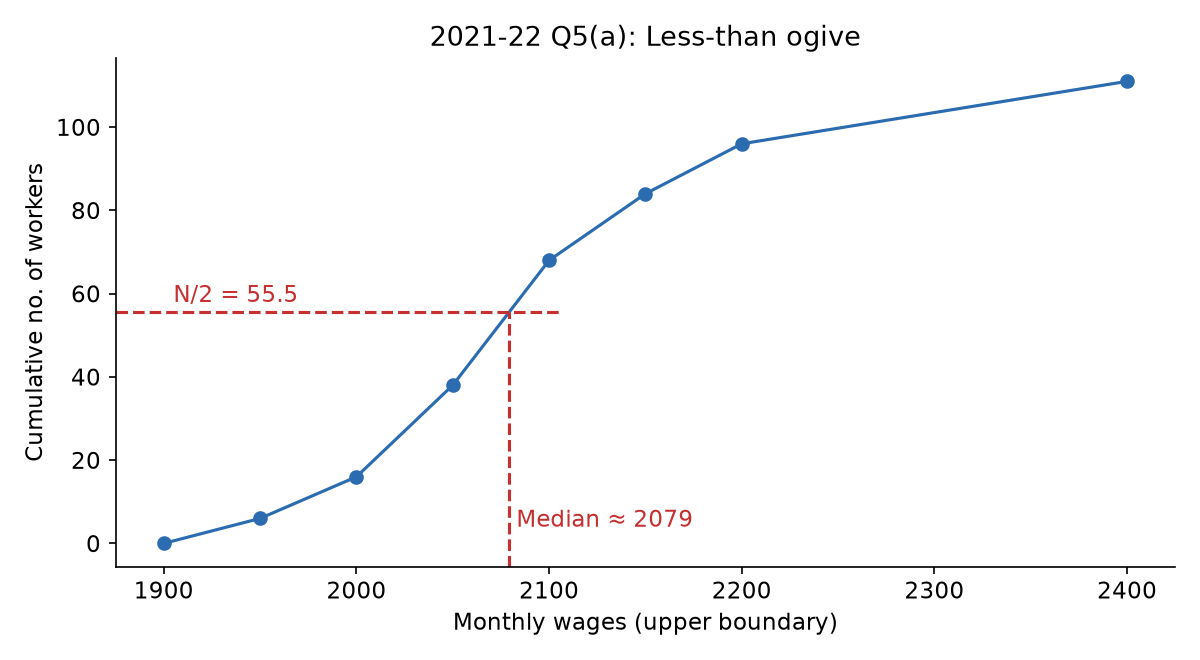 2021-22 Q5(a): Less-than ogive
Cumulative no. of workers
100
80
60
40
20
0
N/2 = 55.5
Median ≈ 2079
1900 2000 2100 2200 2300 2400
Monthly wages (upper boundary)